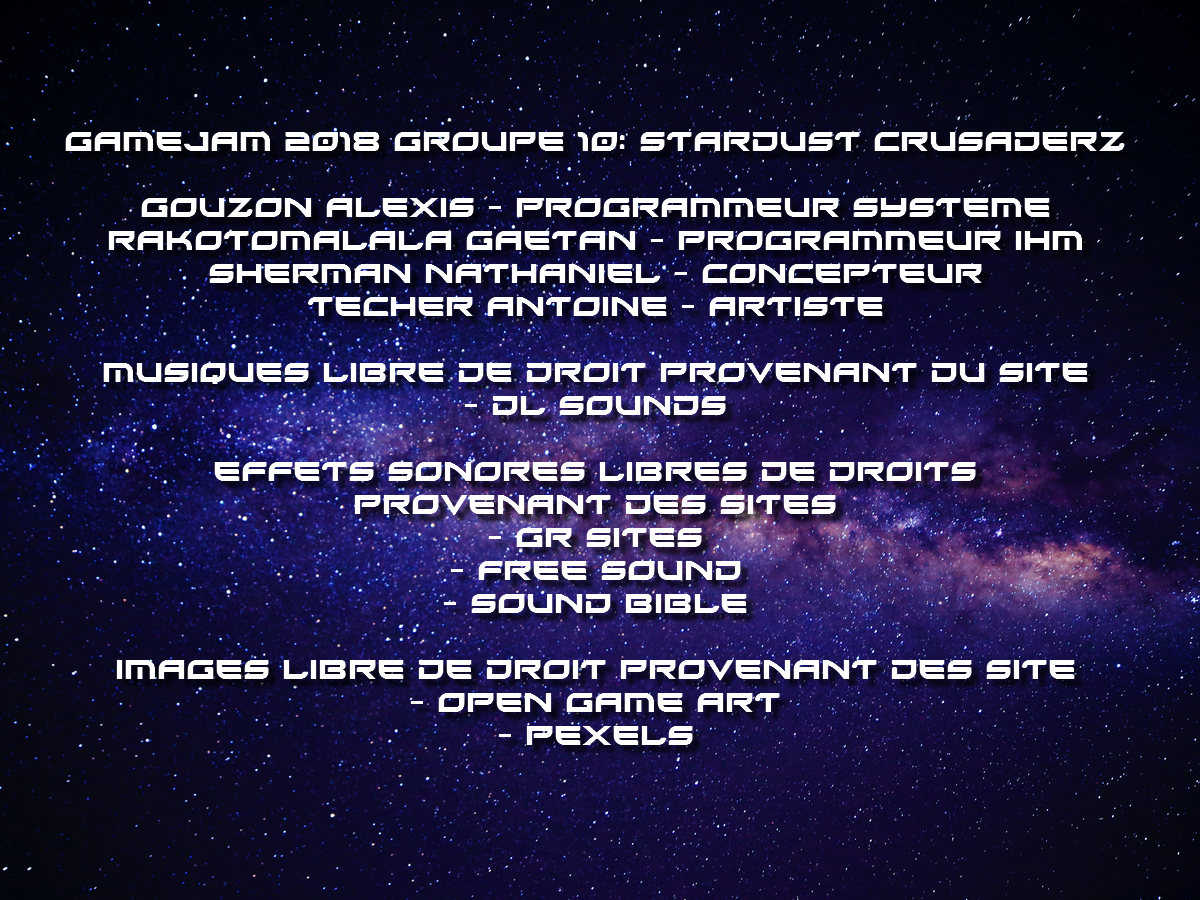 GAMEJAM 2018 GROUPE 10: STARDUST CRUSADERZ
GOUZON ALEXIS - PROGRAMMEUR SYSTEME
RAKOTOMALALA GAETAN - PROGRAMMEUR IHM
SHERMAN NATHANIEL - CONCEPTEUR
TECHER ANTOINE - ARTISTE
MUSIQUES LIBRE DE DROIT PROVENANT DU SITE
- DL SOUNDS
EFFETS SONORES LIBRES DE DROITS
PROVENANT DES SITES
- GR SITES
- FREE SOUND
- SOUND BIBLE
IMAGES LIBRE DE DROIT PROVENANT DES SITE
- OPEN GAME ART
- PEXELS